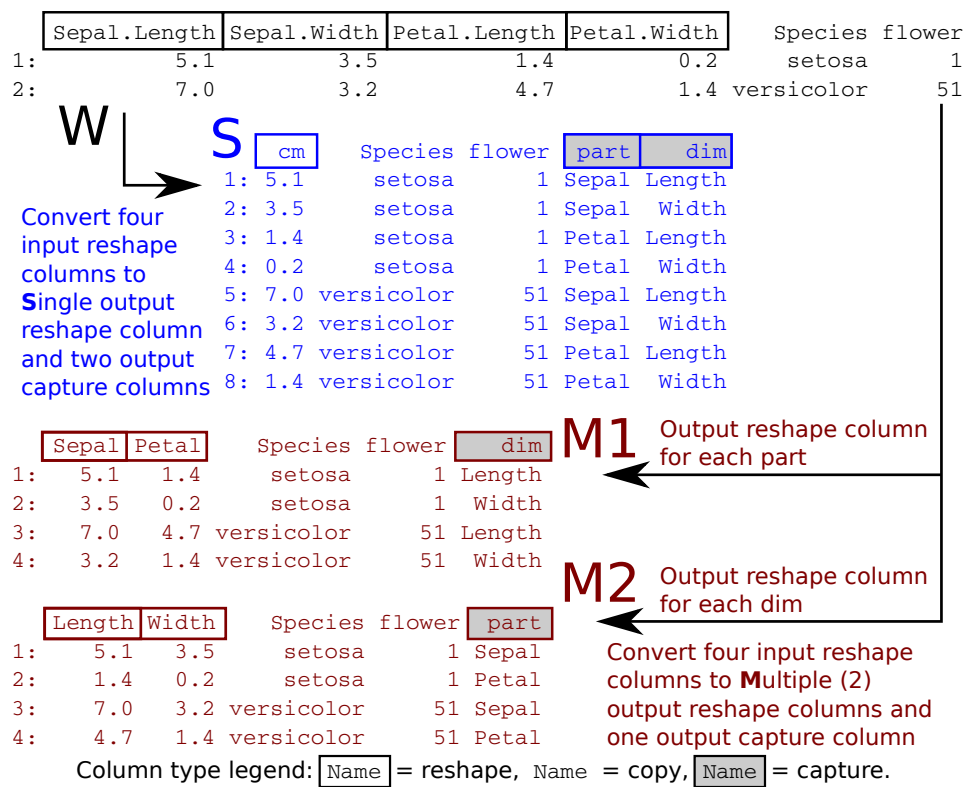 Sepal.Length Sepal.Width Petal.Length Petal.Width Species flower
1: 5.1 3.5 1.4 0.2 setosa 1
2: 7.0 3.2 4.7 1.4 versicolor 51
W
S
cm Species flower part dim
1: 5.1 setosa 1 Sepal Length
2: 3.5 setosa 1 Sepal Width
3: 1.4 setosa 1 Petal Length
4: 0.2 setosa 1 Petal Width
5: 7.0 versicolor 51 Sepal Length
6: 3.2 versicolor 51 Sepal Width
7: 4.7 versicolor 51 Petal Length
8: 1.4 versicolor 51 Petal Width
Convert four
input reshape
columns to
Single output
reshape column
and two output
capture columns
Sepal Petal Species flower dim
1: 5.1 1.4 setosa 1 Length
2: 3.5 0.2 setosa 1 Width
3: 7.0 4.7 versicolor 51 Length
4: 3.2 1.4 versicolor 51 Width
M1
Output reshape column
for each part
M2
Output reshape column
for each dim
Length Width Species flower part
1: 5.1 3.5 setosa 1 Sepal
2: 1.4 0.2 setosa 1 Petal
3: 7.0 3.2 versicolor 51 Sepal
4: 4.7 1.4 versicolor 51 Petal
Convert four input reshape
columns to Multiple (2)
output reshape columns and
one output capture column
Column type legend: Name = reshape, Name = copy, Name = capture.